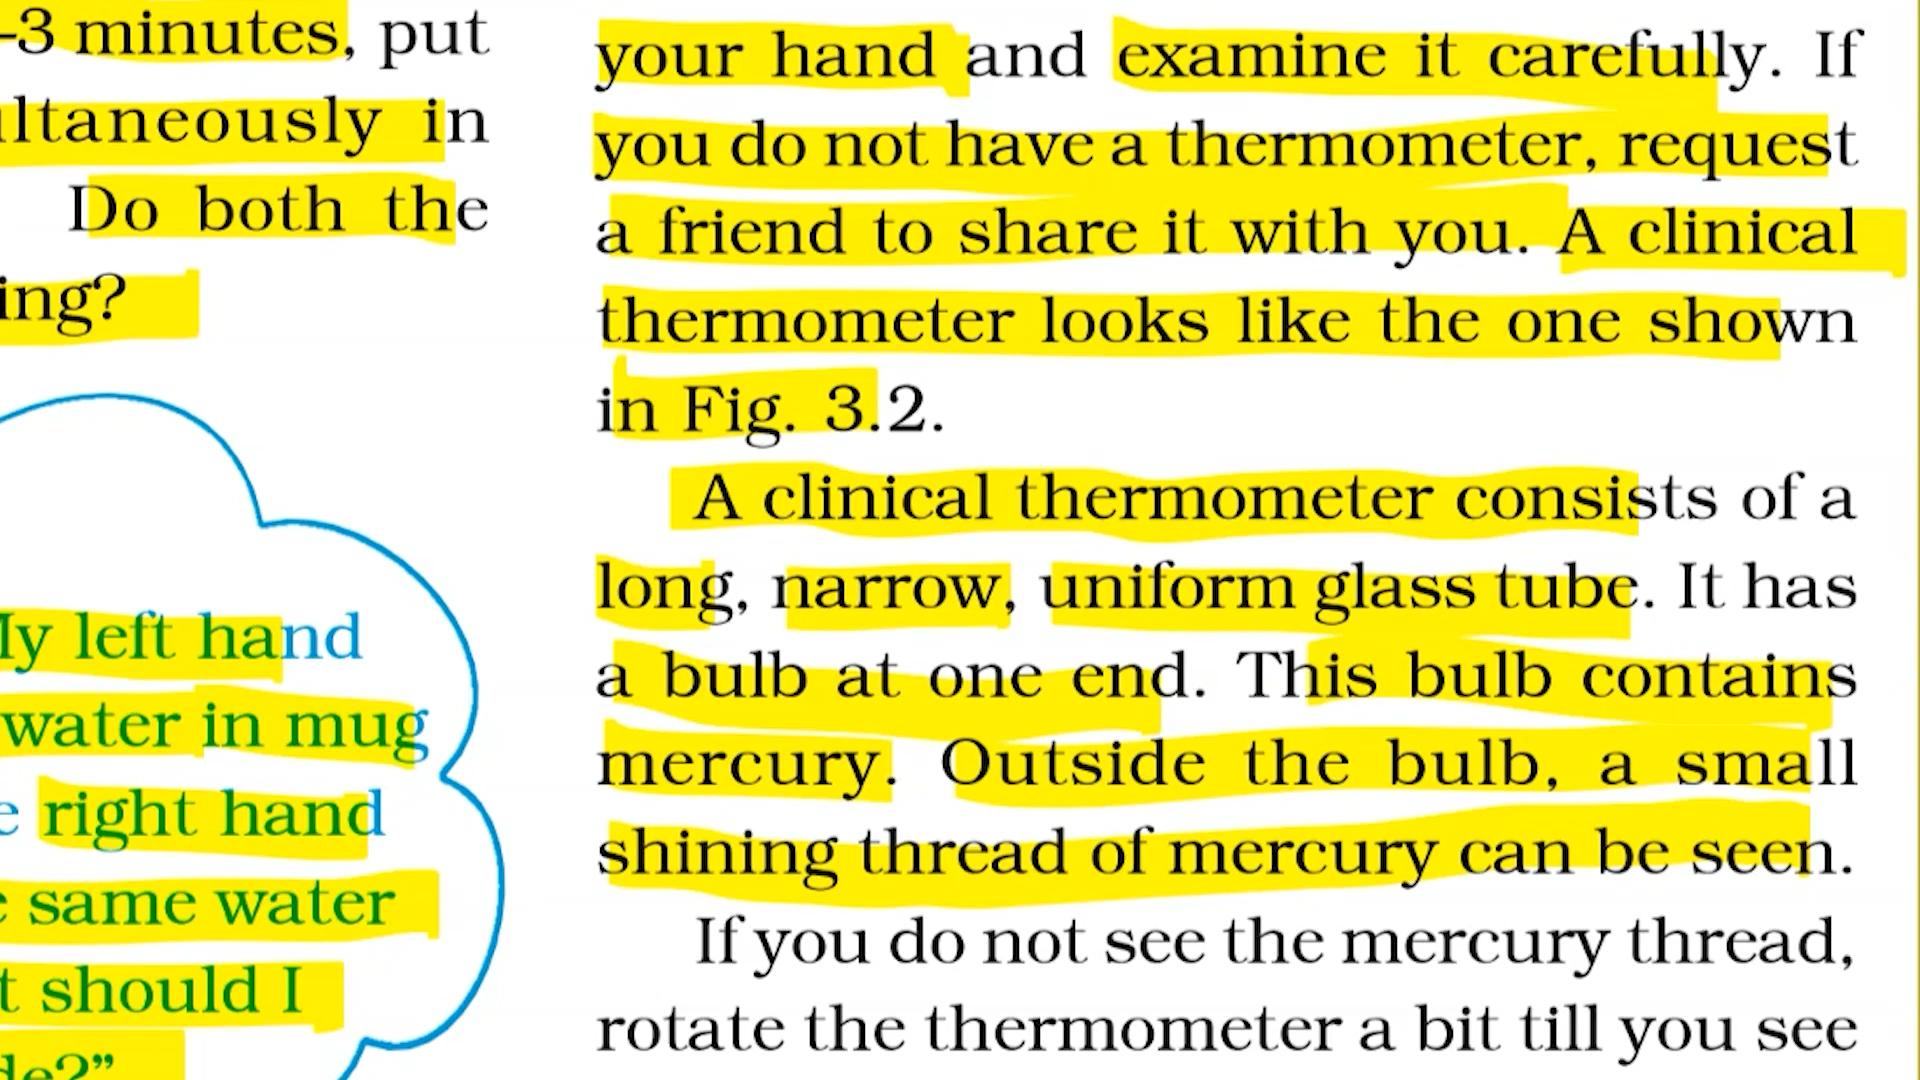 -3 minutes, put
ultaneously in
Do both the
ing?
My left hand
water in mug
right hand
same water
t should I
de?”
your hand and examine it carefully. If
you do not have a thermometer, request
a friend to share it with you. A clinical
thermometer looks like the one shown
in Fig. 3.2.
A clinical thermometer consists of a
long, narrow, uniform glass tube. It has
a bulb at one end. This bulb contains
mercury. Outside the bulb, a small
shining thread of mercury can be seen.
If you do not see the mercury thread,
rotate the thermometer a bit till you see